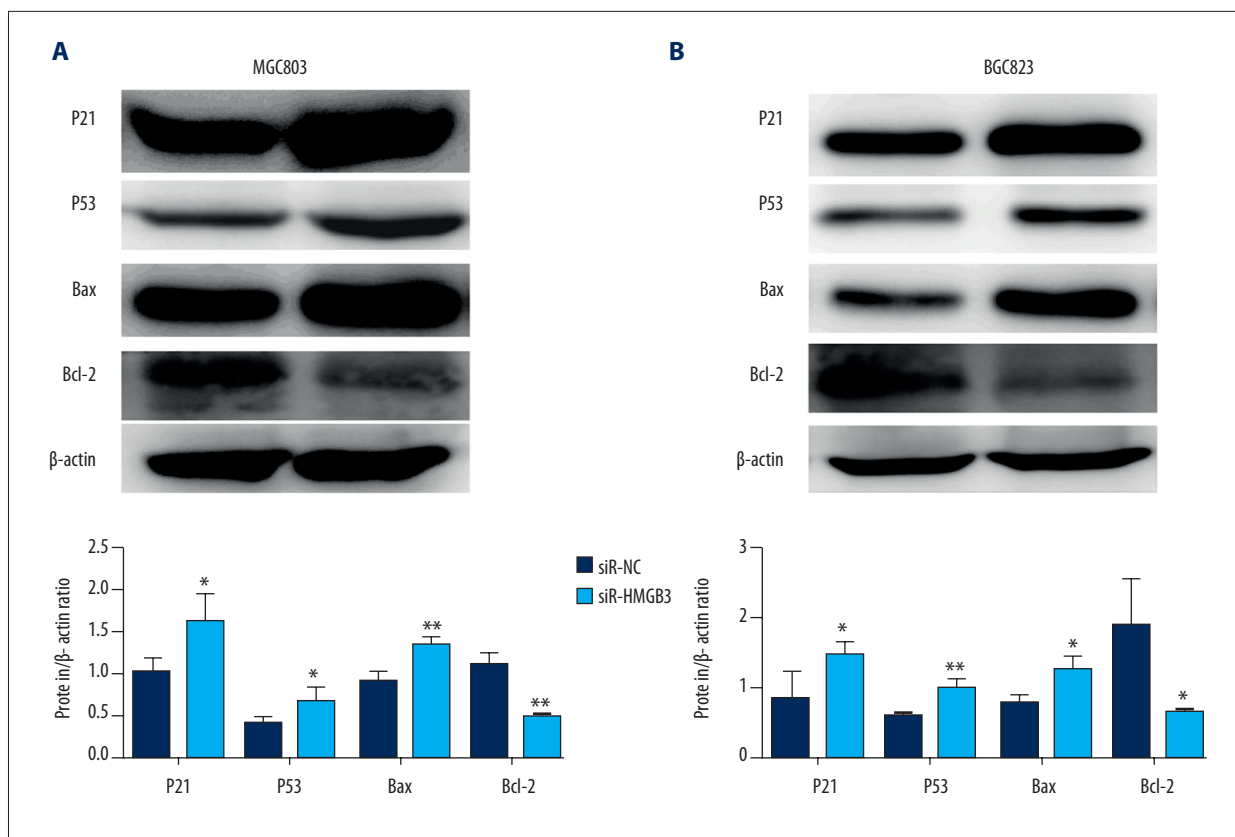 A
MGC803
P21
P53
Bax
Bcl-2
β-actin
Prote in/β- actin ratio
2.5
2.0
1.5
1.0
0.5
0.0
*
*
**
**
P21
P53
Bax
Bcl-2
siR-NC
siR-HMGB3
B
BGC823
P21
P53
Bax
Bcl-2
β-actin
Prote in/β- actin ratio
3
2
1
0
*
**
*
*
P21
P53
Bax
Bcl-2